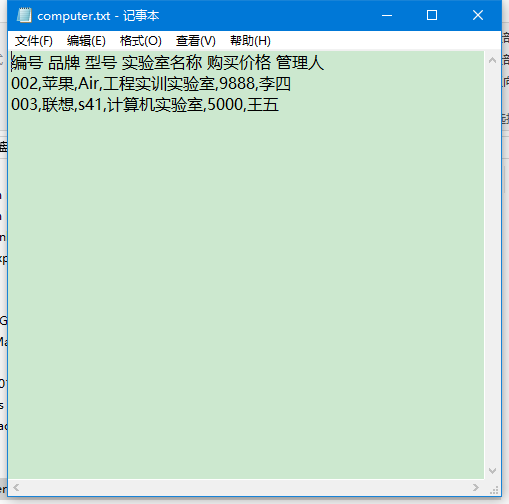 computer.txt - 记事本
文件(F) 编辑(E) 格式(O) 查看(V) 帮助(H)
编号 品牌 型号 实验室名称 购买价格 管理人
002,苹果,Air,工程实训实验室,9888,李四
003,联想,s41,计算机实验室,5000,王五